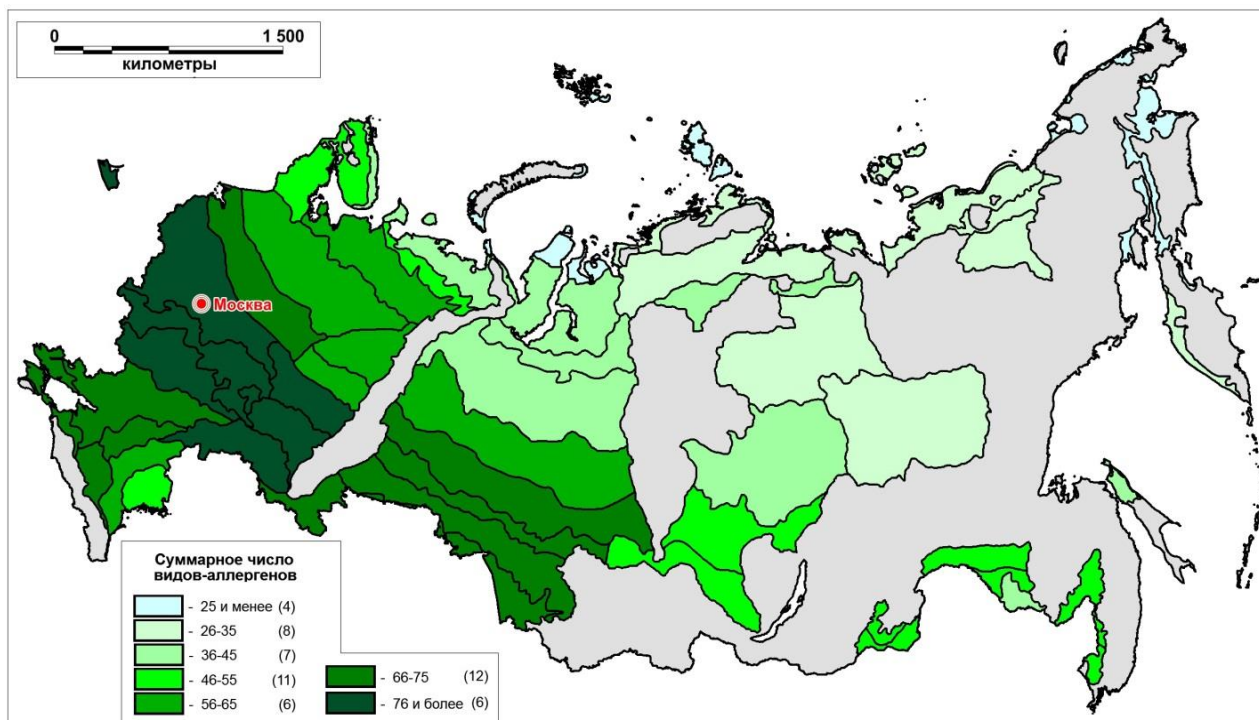 0 1 500
километры
Москва
Суммарное число
видов-аллергенов
- 25 и менее (4)
- 26-35 (8)
- 36-45 (7)
- 46-55 (11)
- 56-65 (6)
- 66-75 (12)
- 76 и более (6)